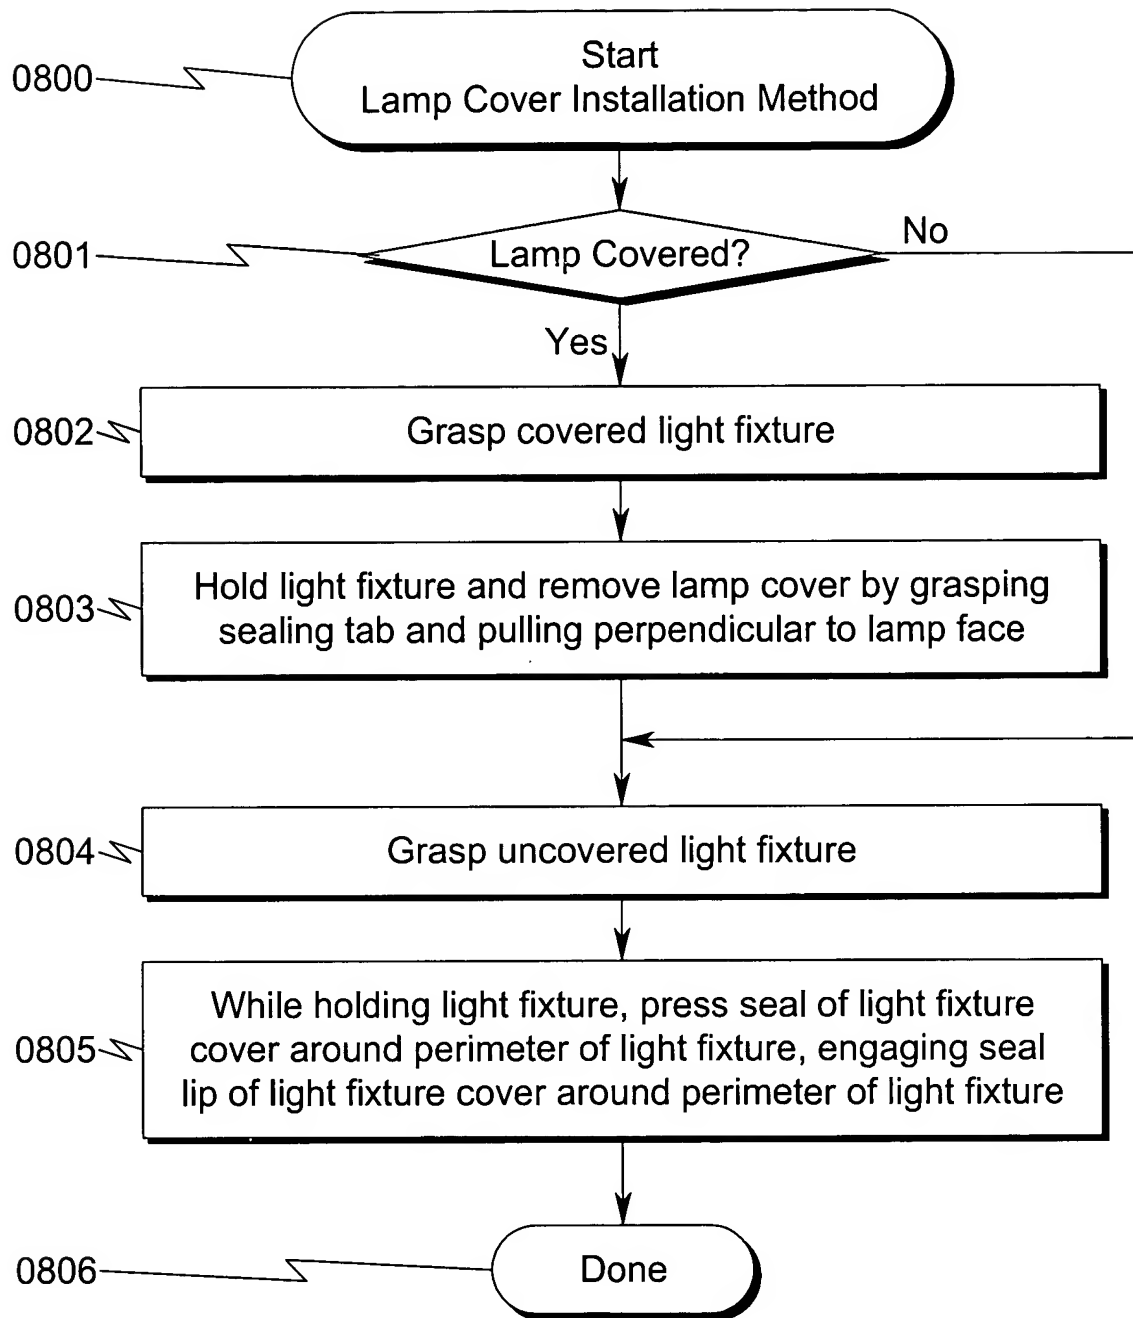 0800
Start
Lamp Cover Installation Method
0801
Lamp Covered?
No
Yes
0802
Grasp covered light fixture
0803
Hold light fixture and remove lamp cover by grasping
sealing tab and pulling perpendicular to lamp face
0804
Grasp uncovered light fixture
0805
While holding light fixture, press seal of light fixture
cover around perimeter of light fixture, engaging seal
lip of light fixture cover around perimeter of light fixture
0806
Done